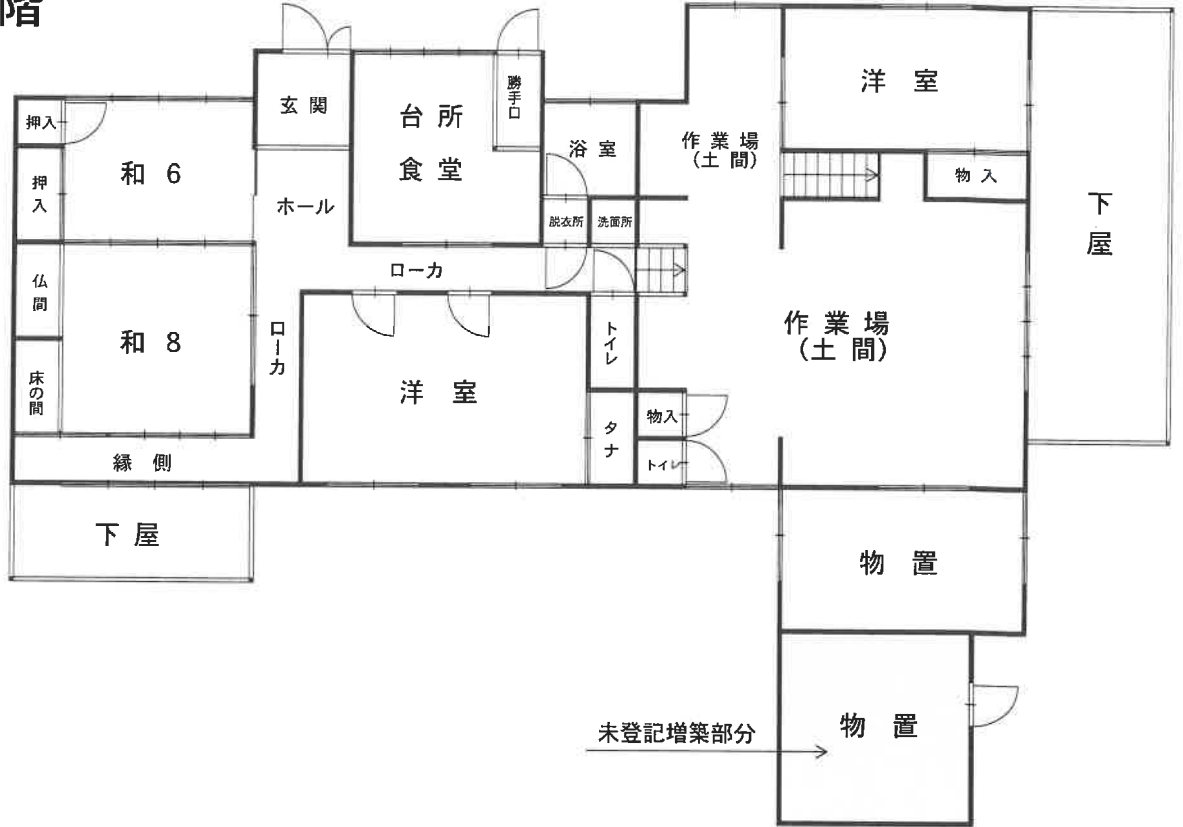 階
玄関
台所
食堂
勝手口
浴室
作業場
(土間)
洋室
押入
和 6
押入
ホール
脱衣所
洗面所
物入
下屋
仏間
ローカ
和 8
ローカ
トイレ
作業場
(土間)
床の間
洋室
タナ
物入
トイレ
縁側
下屋
物置
未登記増築部分
物置